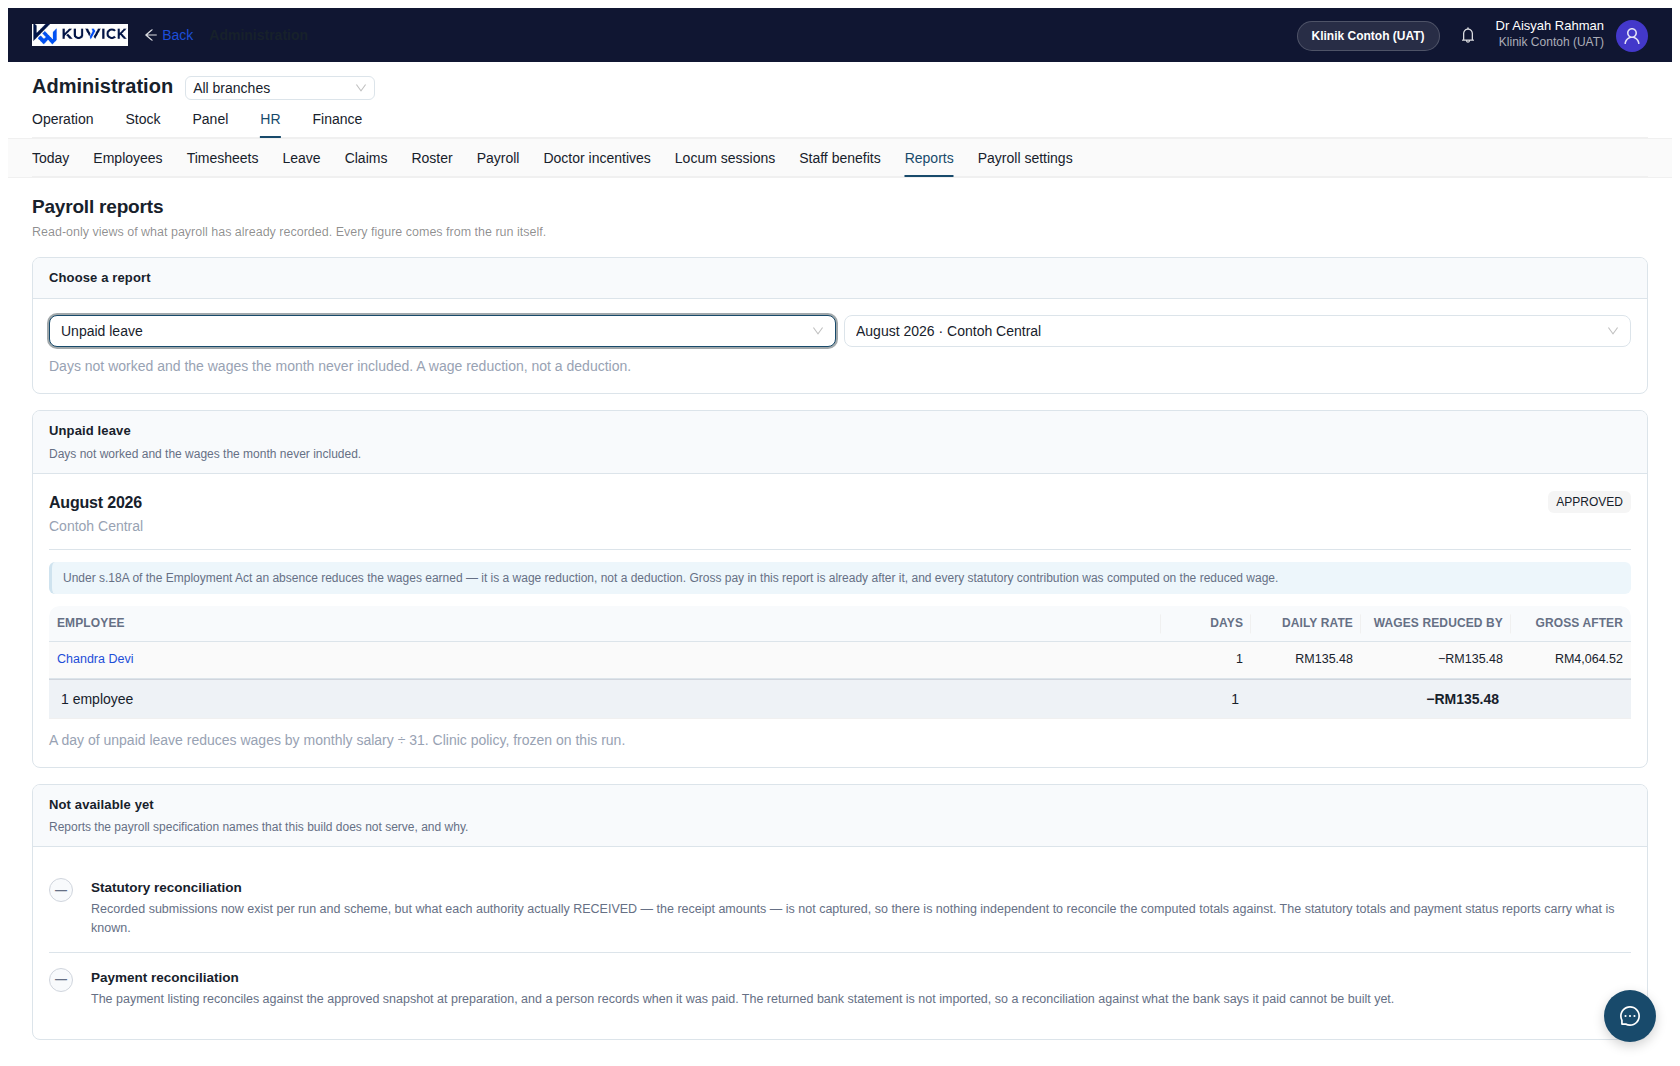 KUWICK
Back
Administration
Klinik Contoh (UAT)
Dr Aisyah Rahman
Klinik Contoh (UAT)
Administration
All branches
Operation Stock Panel HR Finance
Today Employees Timesheets Leave Claims Roster Payroll Doctor incentives Locum sessions Staff benefits Reports Payroll settings
Payroll reports
Read-only views of what payroll has already recorded. Every figure comes from the run itself.
Choose a report
Unpaid leave
August 2026 · Contoh Central
Days not worked and the wages the month never included. A wage reduction, not a deduction.
Unpaid leave
Days not worked and the wages the month never included.
August 2026
APPROVED
Contoh Central
Under s.18A of the Employment Act an absence reduces the wages earned — it is a wage reduction, not a deduction. Gross pay in this report is already after it, and every statutory contribution was computed on the reduced wage.
EMPLOYEE DAYS DAILY RATE WAGES REDUCED BY GROSS AFTER
Chandra Devi 1 RM135.48 −RM135.48 RM4,064.52
1 employee 1 −RM135.48
A day of unpaid leave reduces wages by monthly salary ÷ 31. Clinic policy, frozen on this run.
Not available yet
Reports the payroll specification names that this build does not serve, and why.
Statutory reconciliation
Recorded submissions now exist per run and scheme, but what each authority actually RECEIVED — the receipt amounts — is not captured, so there is nothing independent to reconcile the computed totals against. The statutory totals and payment status reports carry what is
known.
Payment reconciliation
The payment listing reconciles against the approved snapshot at preparation, and a person records when it was paid. The returned bank statement is not imported, so a reconciliation against what the bank says it paid cannot be built yet.